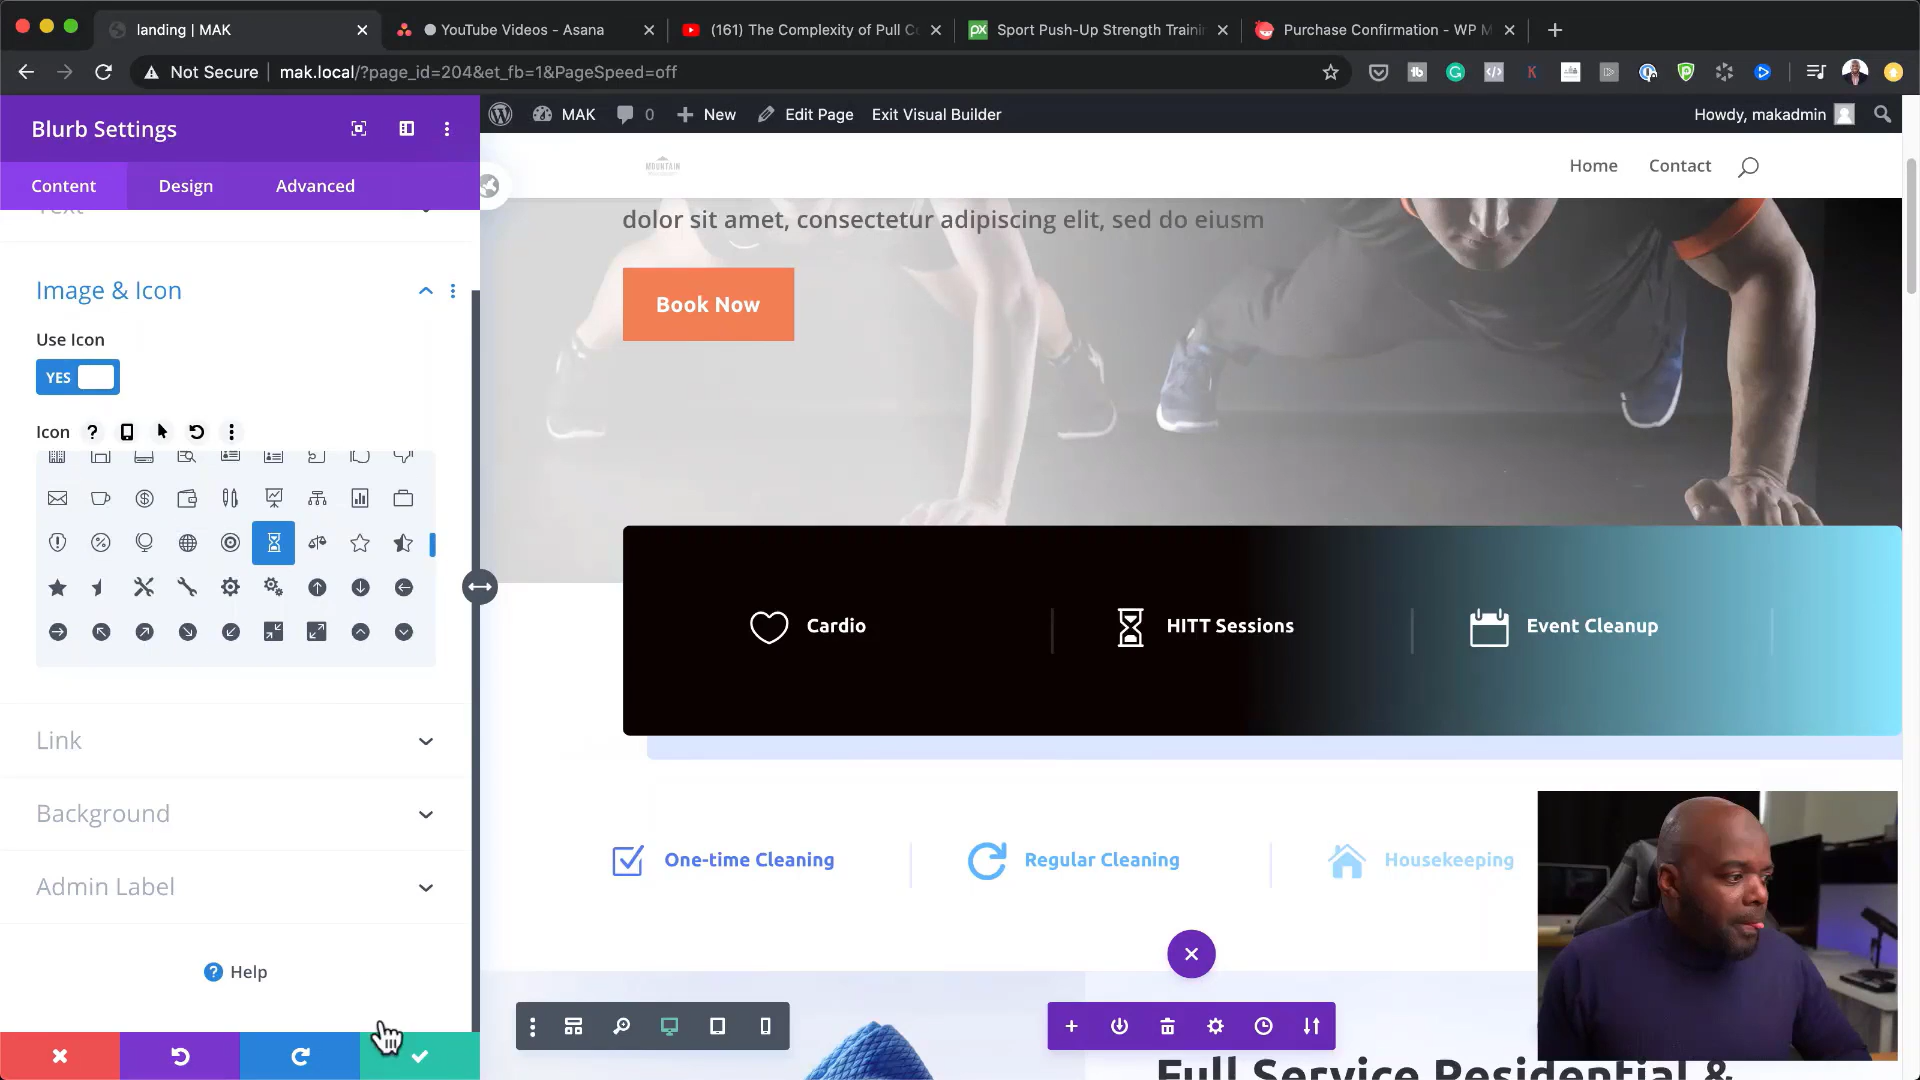 landing | MAK
YouTube Videos - Asana
(161) The Complexity of Pull Co
Sport Push-Up Strength Trainin
Purchase Confirmation - WP M
Not Secure
mak.local/?page_id=204&et_fb=1&PageSpeed=off
Blurb Settings
MAK
0
New
Edit Page
Exit Visual Builder
Howdy, makadmin
Content
Design
Advanced
MOUNTAIN
Home
Contact
Text
dolor sit amet, consectetur adipiscing elit, sed do eiusm
Image & Icon
Book Now
Use Icon
YES
Icon
Cardio
HITT Sessions
Event Cleanup
Link
Background
One-time Cleaning
Regular Cleaning
Housekeeping
Admin Label
Help
Full Service Residential &